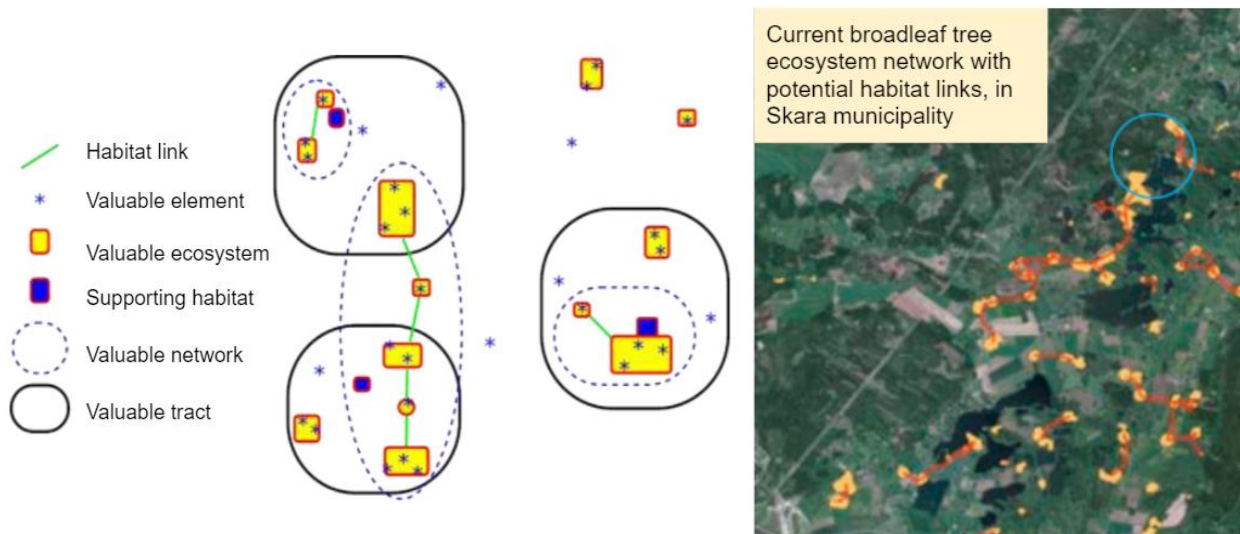 Habitat link
Valuable element
Valuable ecosystem
Supporting habitat
Valuable network
Valuable tract
Current broadleaf tree
ecosystem network with
potential habitat links, in
Skara municipality